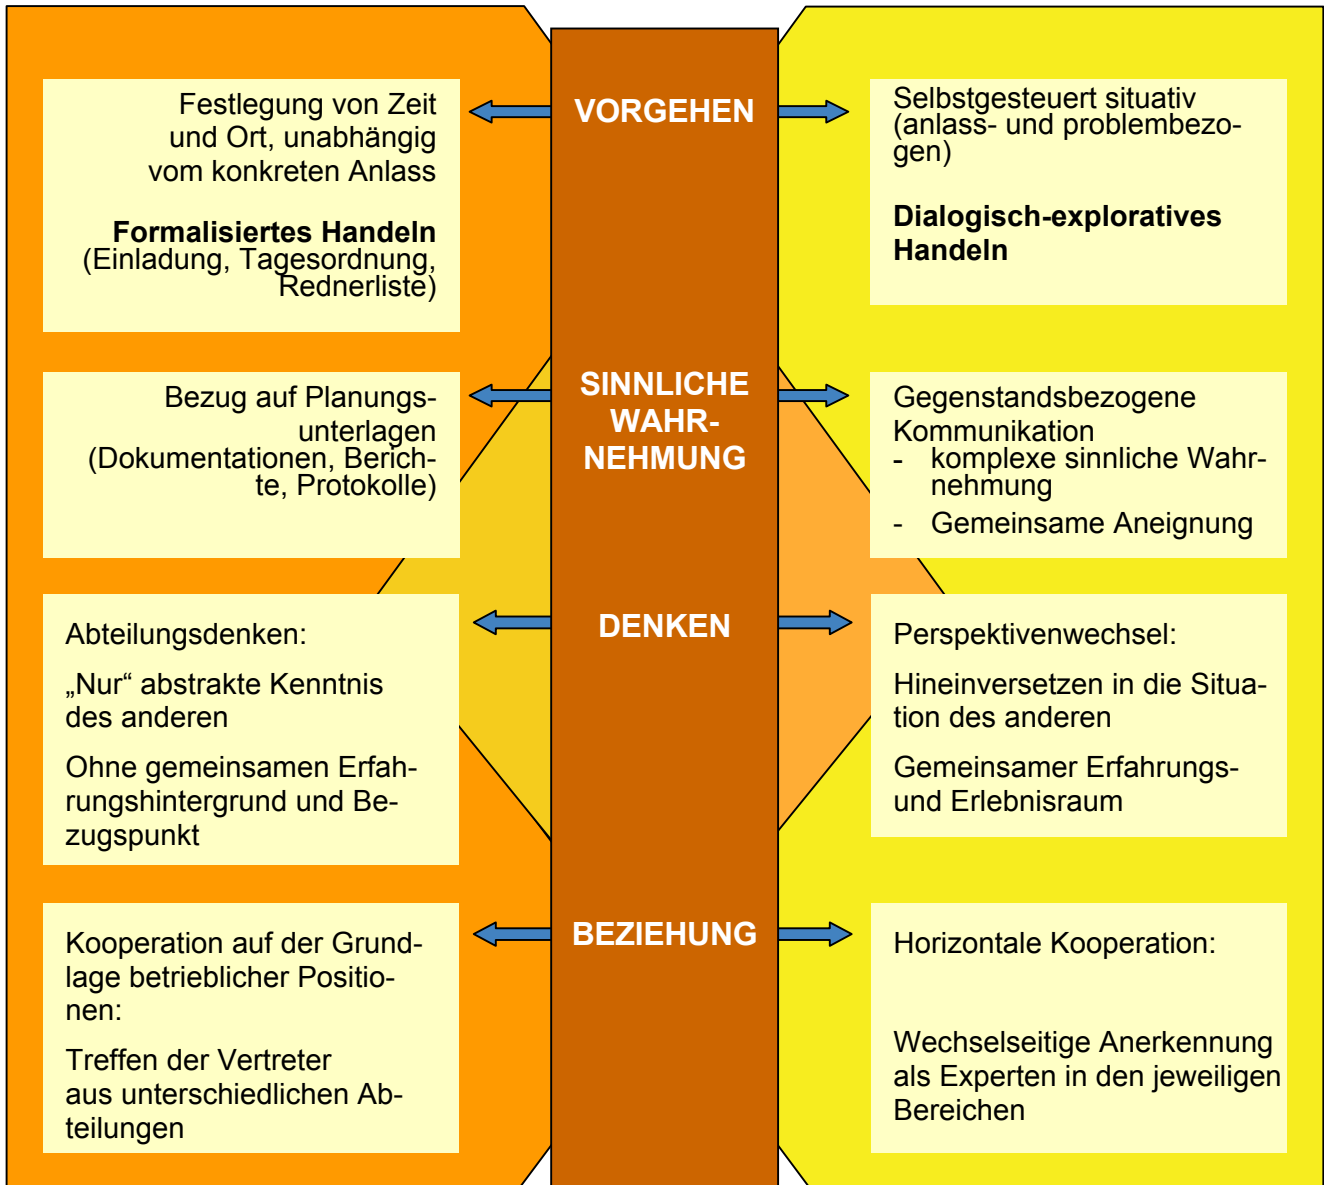 VORGEHEN
Festlegung von Zeit
und Ort, unabhängig
vom konkreten Anlass
Formalisiertes Handeln
(Einladung, Tagesordnung,
Rednerliste)
Selbstgesteuert situativ
(anlass- und problembezo-
gen)
Dialogisch-exploratives
Handeln
SINNLICHE
WAHR-
NEHMUNG
Bezug auf Planungs-
unterlagen
(Dokumentationen, Berich-
te, Protokolle)
Gegenstandsbezogene
Kommunikation
- komplexe sinnliche Wahr-
nehmung
- Gemeinsame Aneignung
DENKEN
Abteilungsdenken:
„Nur“ abstrakte Kenntnis
des anderen
Ohne gemeinsamen Erfah-
rungshintergrund und Be-
zugspunkt
Perspektivenwechsel:
Hineinversetzen in die Situa-
tion des anderen
Gemeinsamer Erfahrungs-
und Erlebnisraum
BEZIEHUNG
Kooperation auf der Grund-
lage betrieblicher Positio-
nen:
Treffen der Vertreter
aus unterschiedlichen Ab-
teilungen
Horizontale Kooperation:
Wechselseitige Anerkennung
als Experten in den jeweiligen
Bereichen